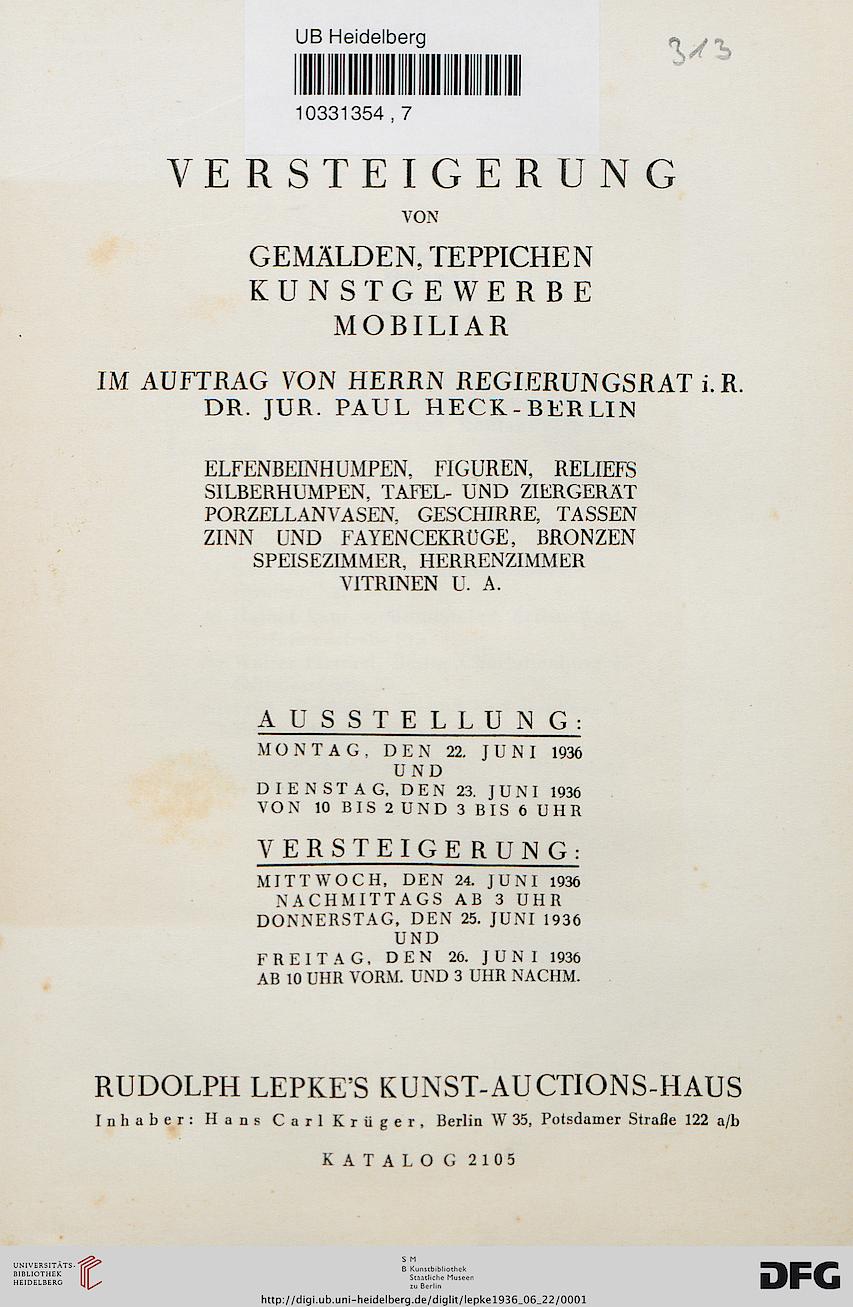 UB Heidelberg
10331354 , 7
313
VERSTEIGERUNG
VON
GEMÄLDEN, TEPPICHEN
KUNSTGEWERBE
MOBILIAR
IM AUFTRAG VON HERRN REGIERUNGSRAT i. R.
DR. JUR. PAUL HECK-BERLIN
ELFENBEINHUMPEN, FIGUREN, RELIEFS
SILBERHUMPEN, TAFEL- UND ZIERGERÄT
PORZELLANVASEN, GESCHIRRE, TASSEN
ZINN UND FAYENCEKRÜGE, BRONZEN
SPEISEZIMMER, HERRENZIMMER
VITRINEN U. A.
AUSSTELLUNG:
MONTAG, DEN 22. JUNI 1936
UND
DIENSTAG, DEN 23. JUNI 1936
VON 10 BIS 2 UND 3 BIS 6 UHR
VERSTEIGERUNG:
MITTWOCH, DEN 24. JUNI 1936
NACHMITTAGS AB 3 UHR
DONNERSTAG, DEN 25. JUNI 1936
UND
FREITAG, DEN 26. JUNI 1936
AB 10 UHR VORM. UND 3 UHR NACHM.
RUDOLPH LEPKE'S KUNST-AUCTIONS-HAUS
Inhaber: Hans Carl Krüger, Berlin W 35, Potsdamer Straße 122 a/b
KATALOG 2105
UNIVERSITÄTS-
BIBLIOTHEK
HEIDELBERG
S M
B Kunstbibliothek
Staatliche Museen
zu Berlin
DFG
http://digi.ub.uni-heidelberg.de/diglit/lepke1936_06_22/0001